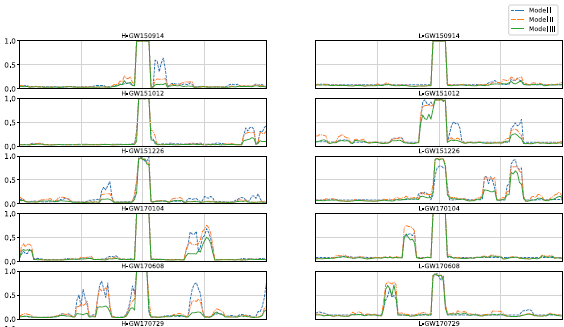 Model I
Model II
Model III
H-GW150914
L-GW150914
1.0
0.5
0.0
H-GW151012
L-GW151012
1.0
0.5
0.0
H-GW151226
L-GW151226
1.0
0.5
0.0
H-GW170104
L-GW170104
1.0
0.5
0.0
H-GW170608
L-GW170608
1.0
0.5
0.0
H-GW170729
L-GW170729